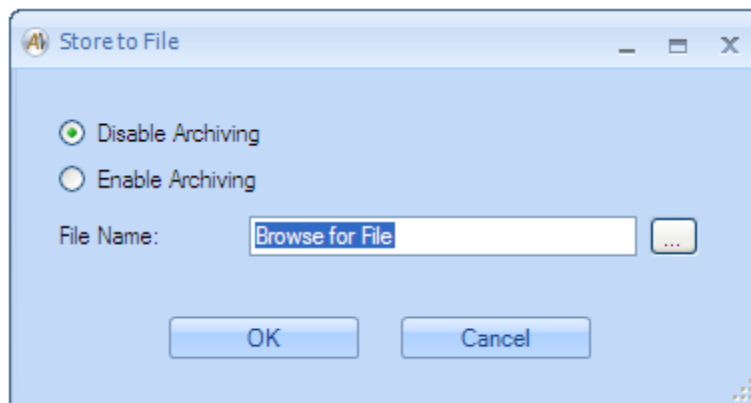 Store to File
Disable Archiving
Enable Archiving
File Name: Browse for File ...
OK Cancel